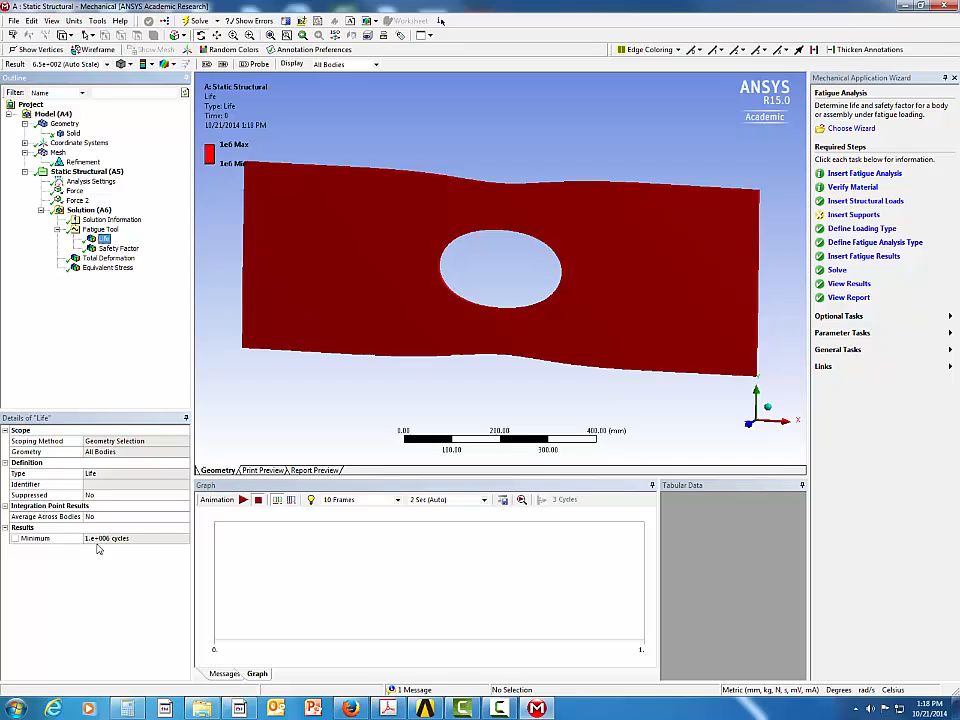 A : Static Structural - Mechanical [ANSYS Academic Research]
File Edit View Units Tools Help Solve Show Errors Worksheet
Show Vertices Wireframe Show Mesh Random Colors Annotation Preferences Edge Coloring Thicken Annotations
Result 6.5e+002 (Auto Scale) Probe Display All Bodies
Outline
Filter: Name
Project
Model (A4)
Geometry
Solid
Coordinate Systems
Mesh
Refinement
Static Structural (A5)
Analysis Settings
Force
Force 2
Solution (A6)
Solution Information
Fatigue Tool
Life
Safety Factor
Total Deformation
Equivalent Stress
Details of "Life"
Scope
Scoping Method Geometry Selection
Geometry All Bodies
Definition
Type Life
Identifier
Suppressed No
Integration Point Results
Average Across Bodies No
Results
Minimum 1.e+006 cycles
A: Static Structural
Life
Type: Life
Time: 0
10/21/2014 1:18 PM
1e6 Max
1e6 Min
ANSYS
R15.0
Academic
Y
X
0.00 200.00 400.00 (mm)
100.00 300.00
Geometry Print Preview Report Preview
Graph
Animation 10 Frames 2 Sec (Auto) 3 Cycles
0. 1.
Messages Graph
Tabular Data
Mechanical Application Wizard
Fatigue Analysis
Determine life and safety factor for a body
or assembly under fatigue loading.
Choose Wizard
Required Steps
Click each task below for information.
Insert Fatigue Analysis
Verify Material
Insert Structural Loads
Insert Supports
Define Loading Type
Define Fatigue Analysis Type
Insert Fatigue Results
Solve
View Results
View Report
Optional Tasks
Parameter Tasks
General Tasks
Links
1 Message No Selection Metric (mm, kg, N, s, mV, mA) Degrees rad/s Celsius
1:18 PM
10/21/2014